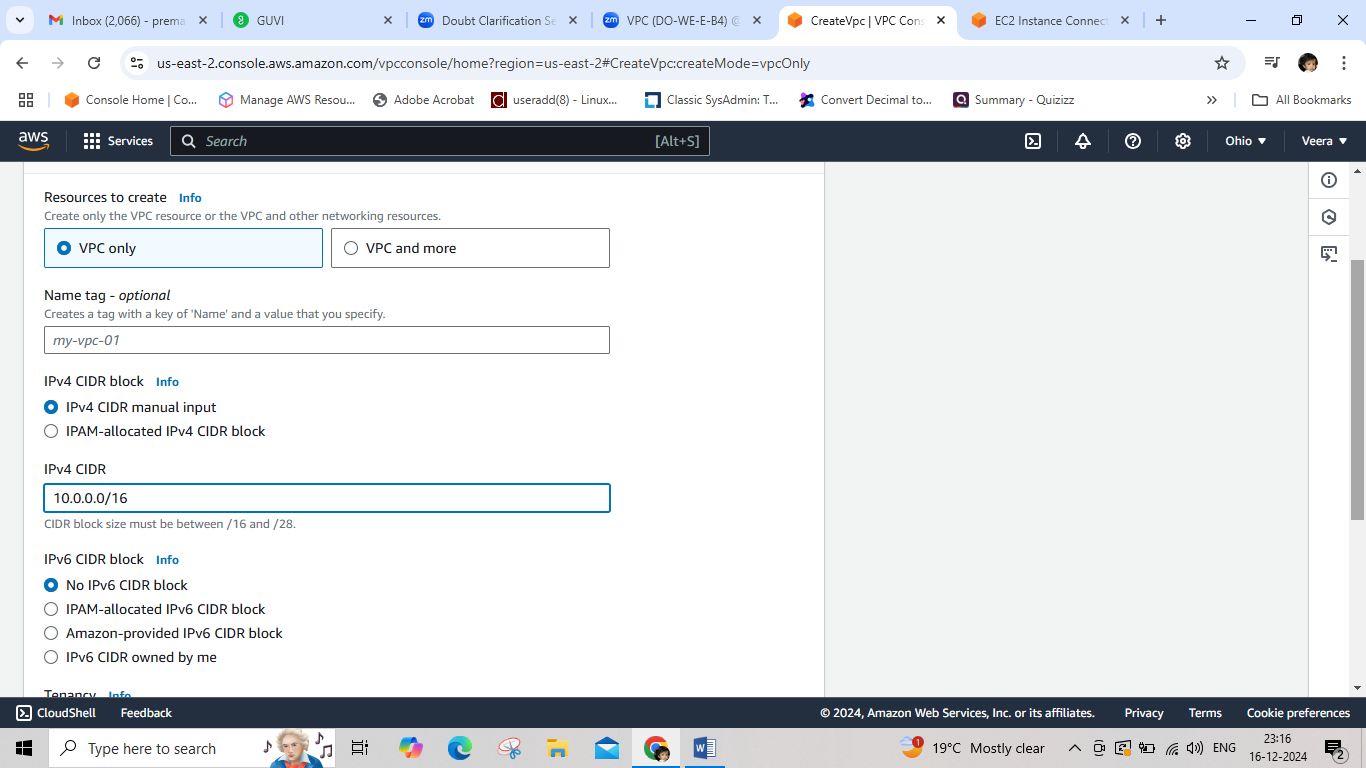 Inbox (2,066) - prema
GUVI
Doubt Clarification Se
VPC (DO-WE-E-B4) @
CreateVpc | VPC Cons
EC2 Instance Connect
us-east-2.console.aws.amazon.com/vpcconsole/home?region=us-east-2#CreateVpc:createMode=vpcOnly
Console Home | Co...
Manage AWS Resou...
Adobe Acrobat
useradd(8) - Linux...
Classic SysAdmin: T...
Convert Decimal to...
Summary - Quizizz
All Bookmarks
aws
Services
Search
[Alt+S]
Ohio
Veera
Resources to create Info
Create only the VPC resource or the VPC and other networking resources.
VPC only
VPC and more
Name tag - optional
Creates a tag with a key of 'Name' and a value that you specify.
my-vpc-01
IPv4 CIDR block Info
IPv4 CIDR manual input
IPAM-allocated IPv4 CIDR block
IPv4 CIDR
10.0.0.0/16
CIDR block size must be between /16 and /28.
IPv6 CIDR block Info
No IPv6 CIDR block
IPAM-allocated IPv6 CIDR block
Amazon-provided IPv6 CIDR block
IPv6 CIDR owned by me
Tenancy Info
CloudShell
Feedback
© 2024, Amazon Web Services, Inc. or its affiliates.
Privacy
Terms
Cookie preferences
Type here to search
1
19°C Mostly clear
ENG
23:16
16-12-2024
2